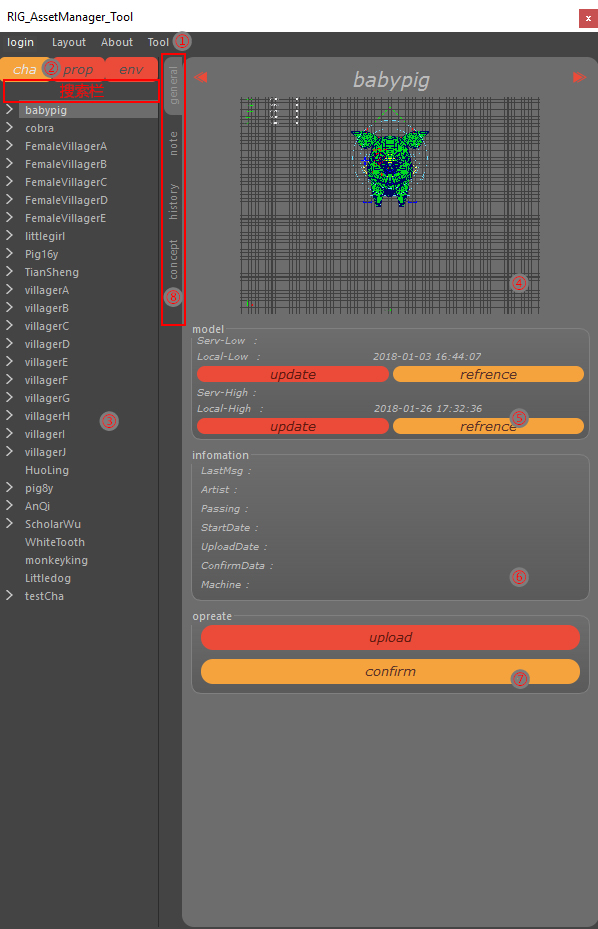 RIG_AssetManager_Tool
x
login Layout About Tool ①
cha ② prop env
搜索栏
babypig
cobra
FemaleVillagerA
FemaleVillagerB
FemaleVillagerC
FemaleVillagerD
FemaleVillagerE
littlegirl
Pig16y
TianSheng
villagerA
villagerB
villagerC
villagerD
villagerE
villagerF
villagerG
villagerH
③
villagerI
villagerJ
HuoLing
pig8y
AnQi
ScholarWu
WhiteTooth
monkeyking
Littledog
testCha
general
note
history
concept
⑧
babypig
④
model
Serv-Low :
Local-Low : 2018-01-03 16:44:07
update refrence
Serv-High :
Local-High : 2018-01-26 17:32:36
⑤
update refrence
infomation
LastMsg :
Artist :
Passing :
StartDate :
UploadDate :
ConfirmData :
⑥
Machine :
opreate
upload
confirm
⑦